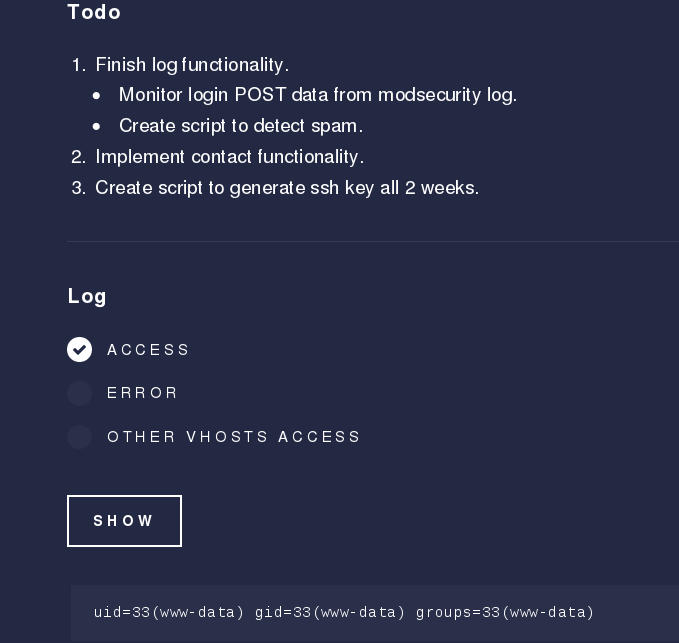 Todo
1. Finish log functionality.
• Monitor login POST data from modsecurity log.
• Create script to detect spam.
2. Implement contact functionality.
3. Create script to generate ssh key all 2 weeks.
Log
ACCESS
ERROR
OTHER VHOSTS ACCESS
SHOW
uid=33(www-data) gid=33(www-data) groups=33(www-data)